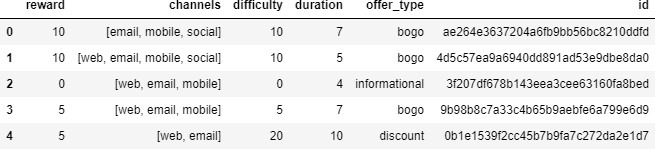 reward channels difficulty duration offer_type id
0 10 [email, mobile, social] 10 7 bogo ae264e3637204a6fb9bb56bc8210ddfd
1 10 [web, email, mobile, social] 10 5 bogo 4d5c57ea9a6940dd891ad53e9dbe8da0
2 0 [web, email, mobile] 0 4 informational 3f207df678b143eea3cee63160fa8bed
3 5 [web, email, mobile] 5 7 bogo 9b98b8c7a33c4b65b9aebfe6a799e6d9
4 5 [web, email] 20 10 discount 0b1e1539f2cc45b7b9fa7c272da2e1d7